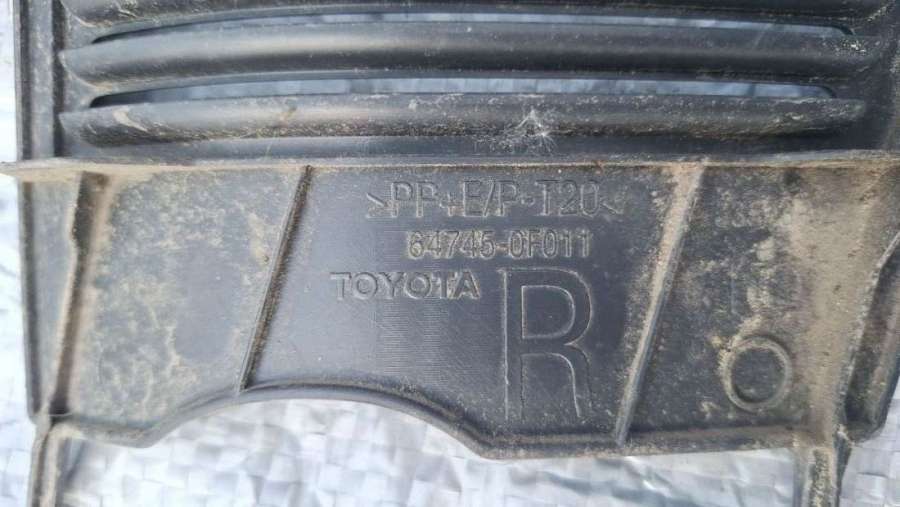 >PP+E/P-T20<
64745-0F011
TOYOTA
R